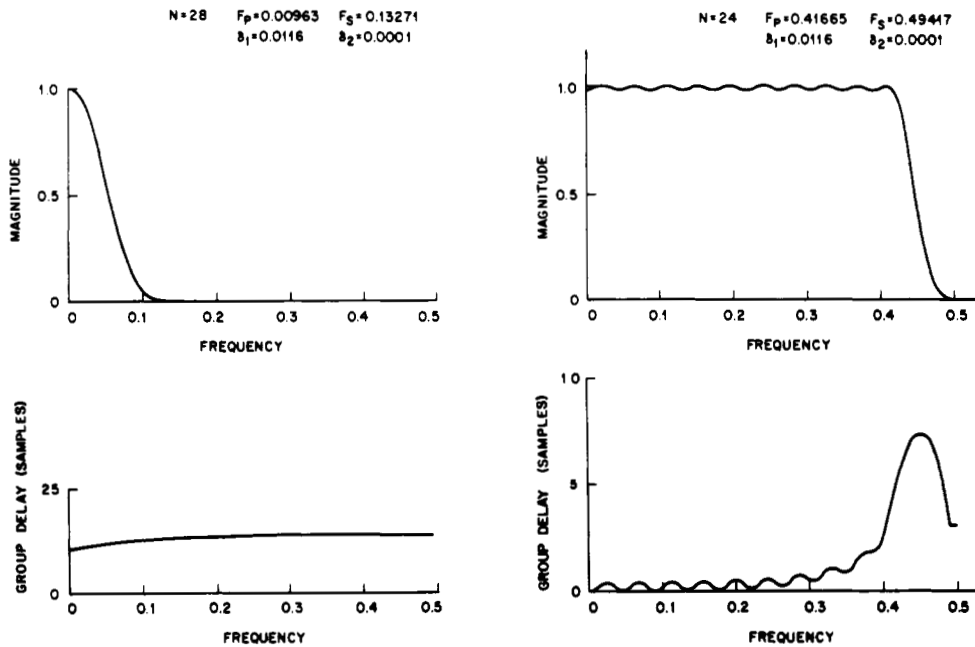 N=28 F_P=0.00963 F_S=0.13271
δ_1=0.0116 δ_2=0.0001
1.0
0.5
0
MAGNITUDE
0 0.1 0.2 0.3 0.4 0.5
FREQUENCY
25
0
GROUP DELAY (SAMPLES)
0 0.1 0.2 0.3 0.4 0.5
FREQUENCY
N=24 F_P=0.41665 F_S=0.49447
δ_1=0.0116 δ_2=0.0001
1.0
0.5
0
MAGNITUDE
0 0.1 0.2 0.3 0.4 0.5
FREQUENCY
10
5
0
GROUP DELAY (SAMPLES)
0 0.1 0.2 0.3 0.4 0.5
FREQUENCY